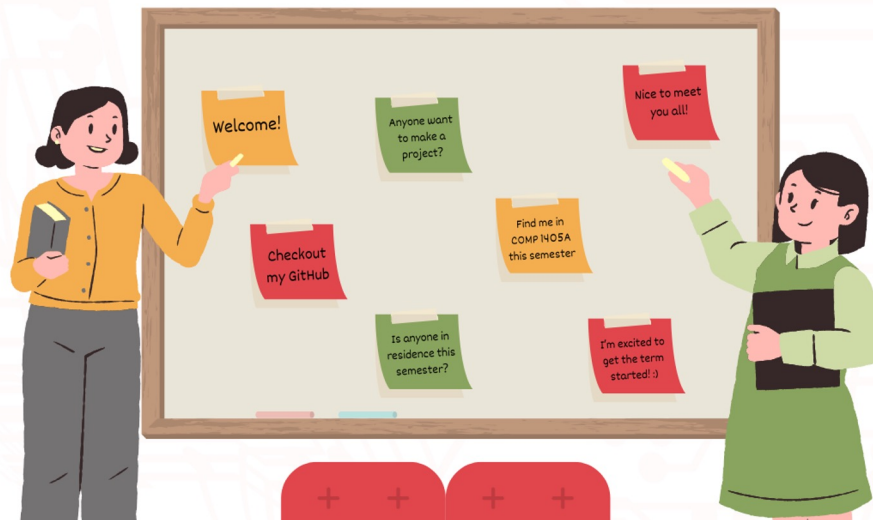 Welcome!
Anyone want
to make a
project?
Nice to meet
you all!
Checkout
my GitHub
Find me in
COMP 1405A
this semester
Is anyone in
residence this
semester?
I'm excited to
get the term
started! :)